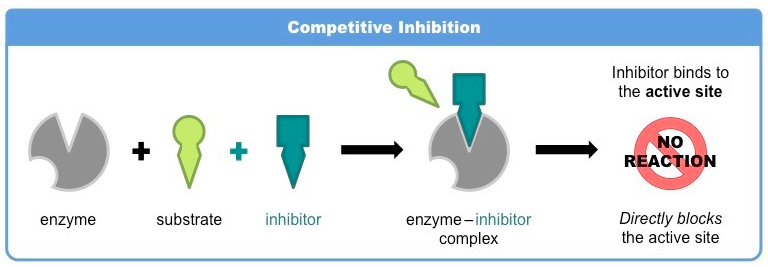 Competitive Inhibition
Inhibitor binds to
the active site
NO
REACTION
enzyme
substrate
inhibitor
enzyme – inhibitor
complex
Directly blocks
the active site